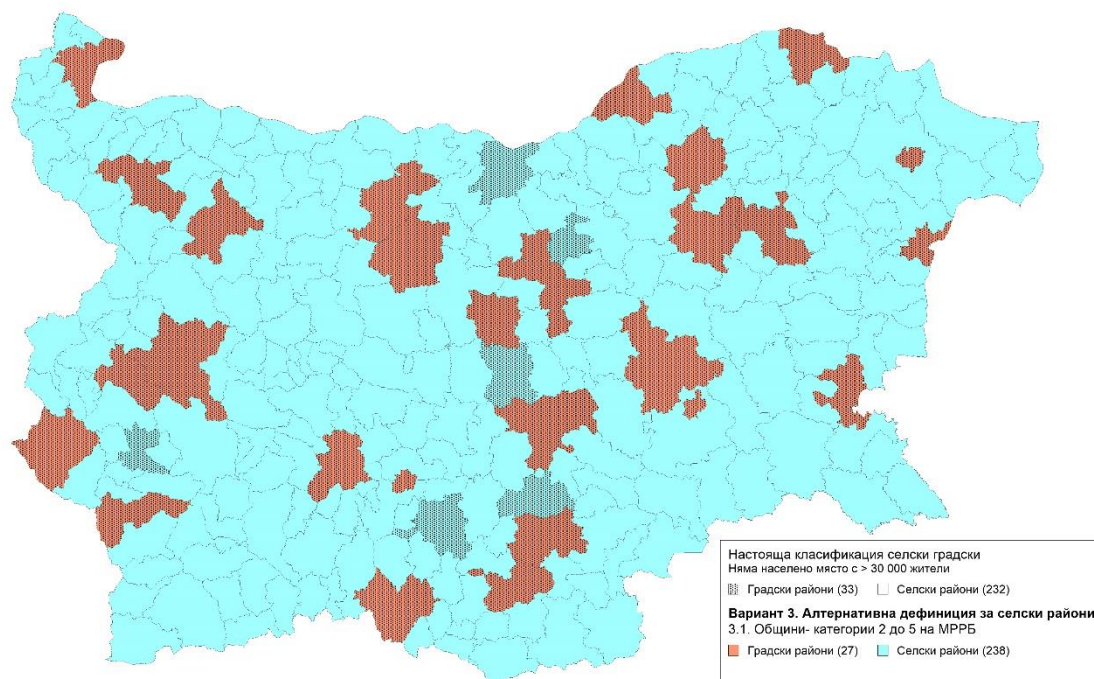 Настояща класификация селски градски
Няма населено място с > 30 000 жители
Градски райони (33) Селски райони (232)
Вариант 3. Алтернативна дефиниция за селски райони
3.1. Общини- категории 2 до 5 на МРРБ
Градски райони (27) Селски райони (238)